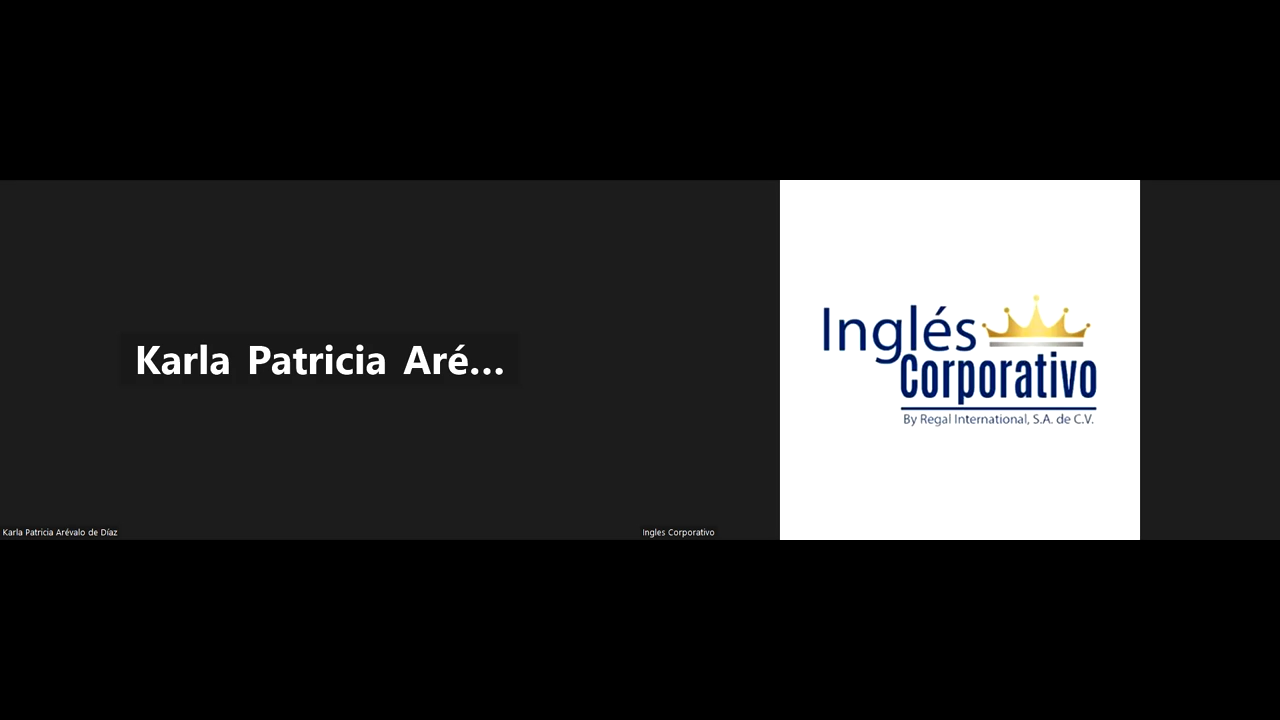 Karla Patricia Aré...
Karla Patricia Arévalo de Díaz
Inglés
Corporativo
By Regal International, S.A. de C.V.
Ingles Corporativo